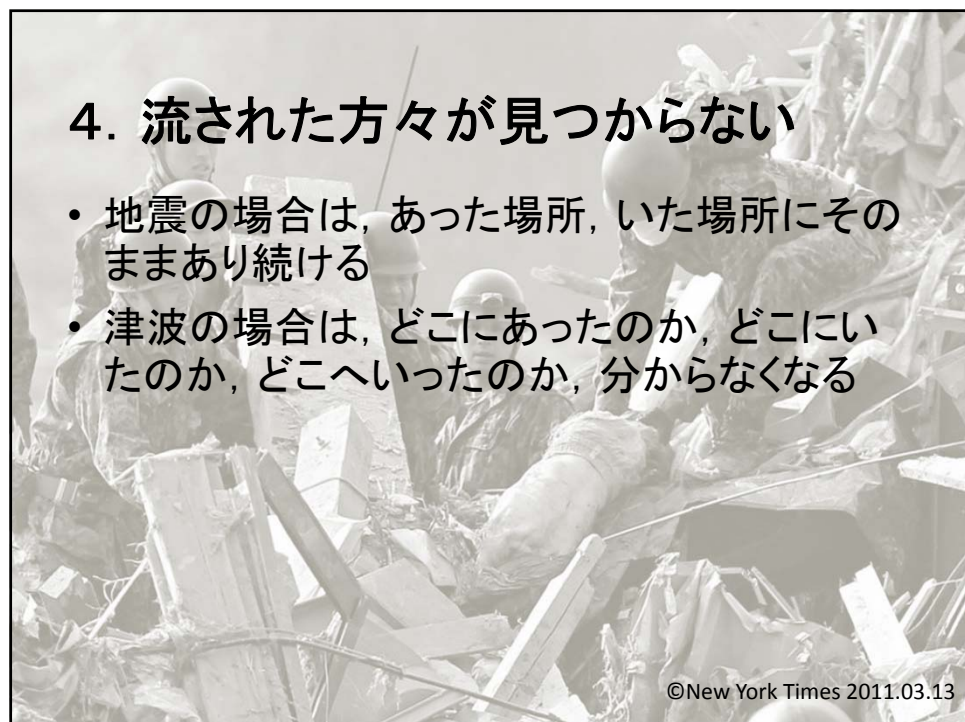 ４．流された方々が見つからない
• 地震の場合は，あった場所，いた場所にその
ままあり続ける
• 津波の場合は，どこにあったのか，どこにい
たのか，どこへいったのか，分からなくなる
©New York Times 2011.03.13